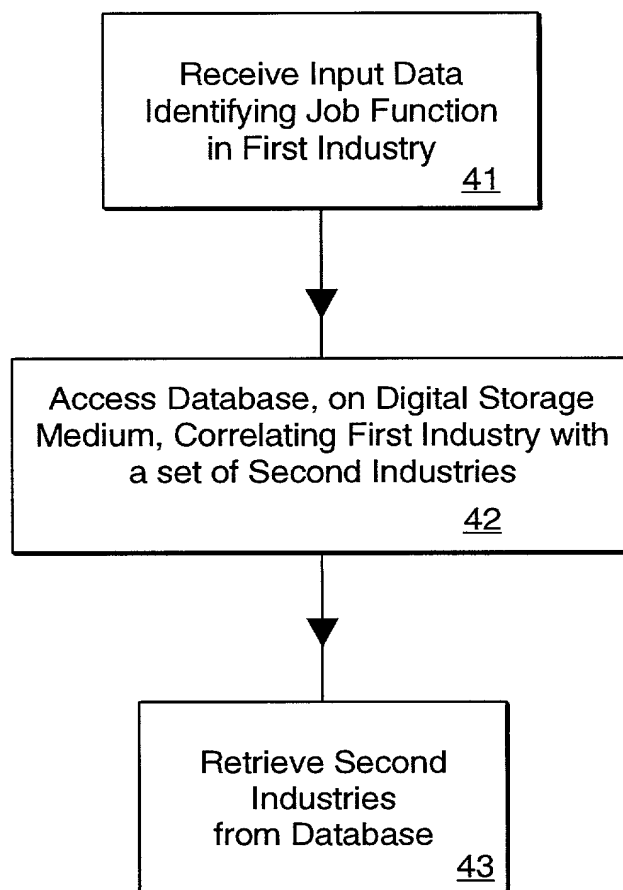 Receive Input Data
Identifying Job Function
in First Industry
41
Access Database, on Digital Storage
Medium, Correlating First Industry with
a set of Second Industries
42
Retrieve Second
Industries
from Database
43